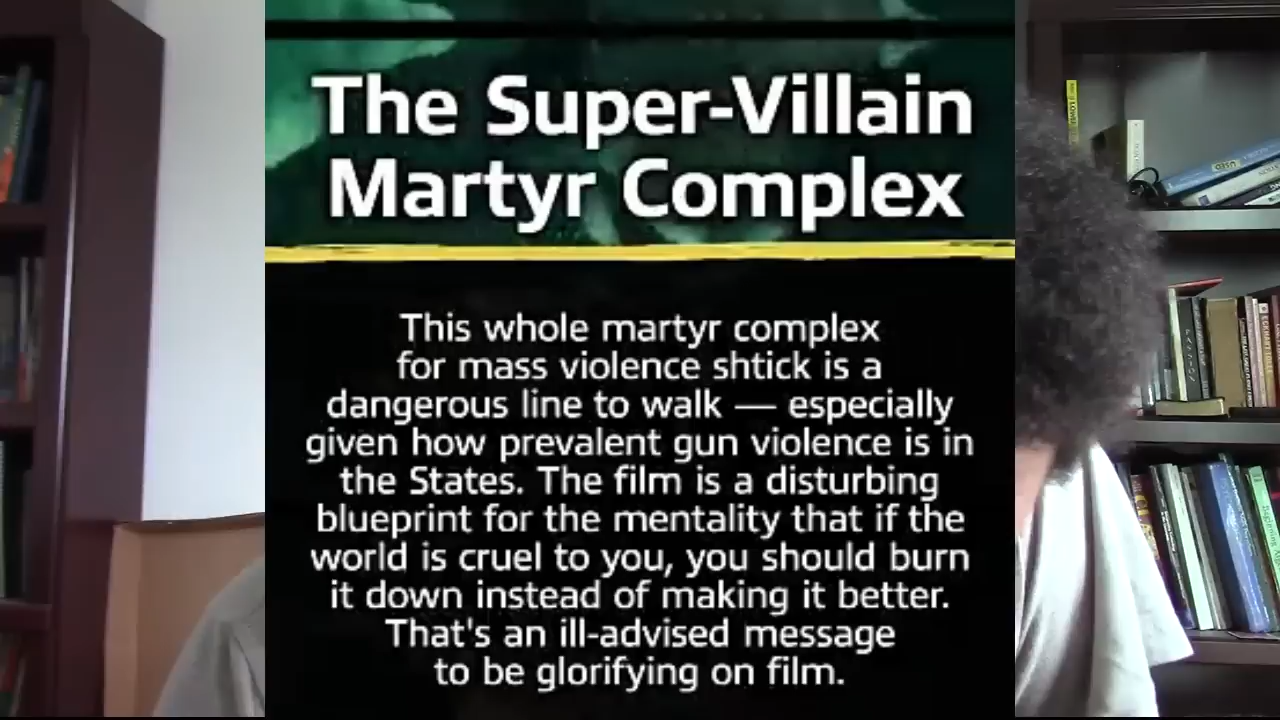 The Super-Villain
Martyr Complex
This whole martyr complex
for mass violence shtick is a
dangerous line to walk — especially
given how prevalent gun violence is in
the States. The film is a disturbing
blueprint for the mentality that if the
world is cruel to you, you should burn
it down instead of making it better.
That's an ill-advised message
to be glorifying on film.
USED